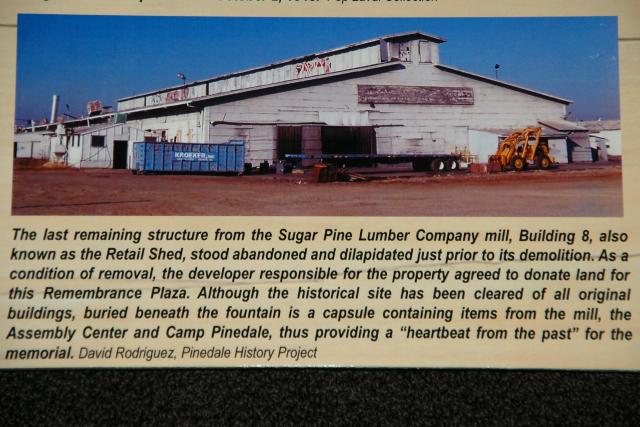 KROEKER, INC.
The last remaining structure from the Sugar Pine Lumber Company mill, Building 8, also
known as the Retail Shed, stood abandoned and dilapidated just prior to its demolition. As a
condition of removal, the developer responsible for the property agreed to donate land for
this Remembrance Plaza. Although the historical site has been cleared of all original
buildings, buried beneath the fountain is a capsule containing items from the mill, the
Assembly Center and Camp Pinedale, thus providing a “heartbeat from the past” for the
memorial. David Rodriguez, Pinedale History Project